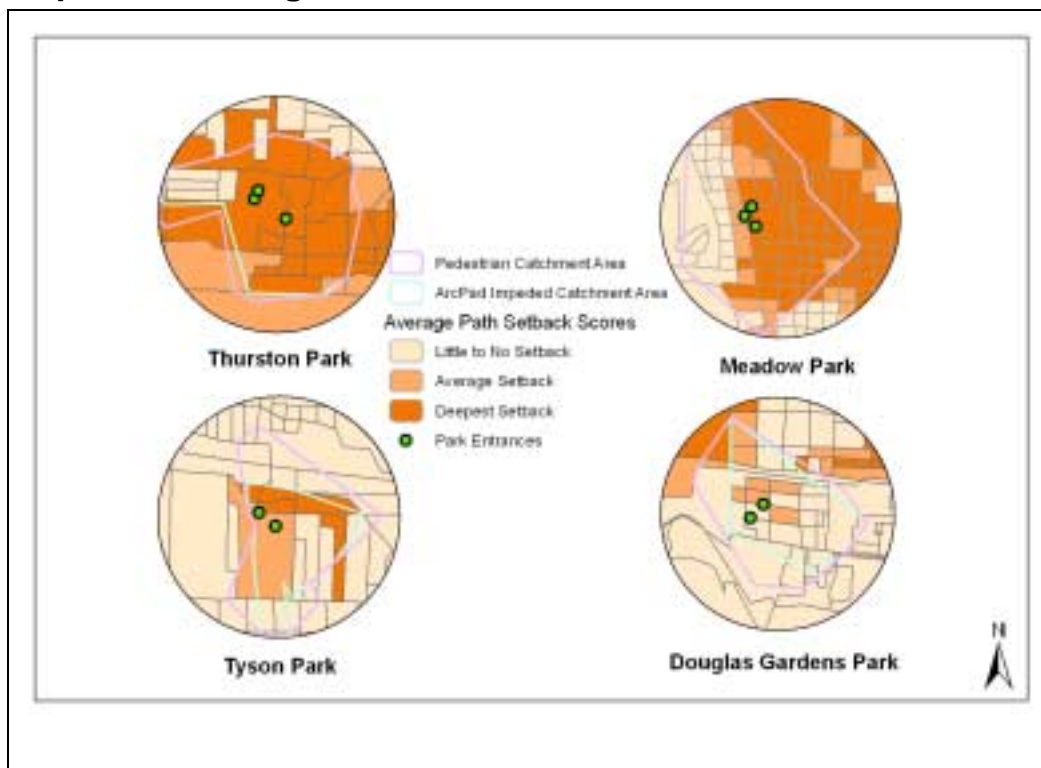 Thurston Park
Meadow Park
Pedestrian Catchment Area
ArcPad Impeded Catchment Area
Average Path Setback Scores
Little to No Setback
Average Setback
Deepest Setback
Park Entrances
Tyson Park
Douglas Gardens Park
N